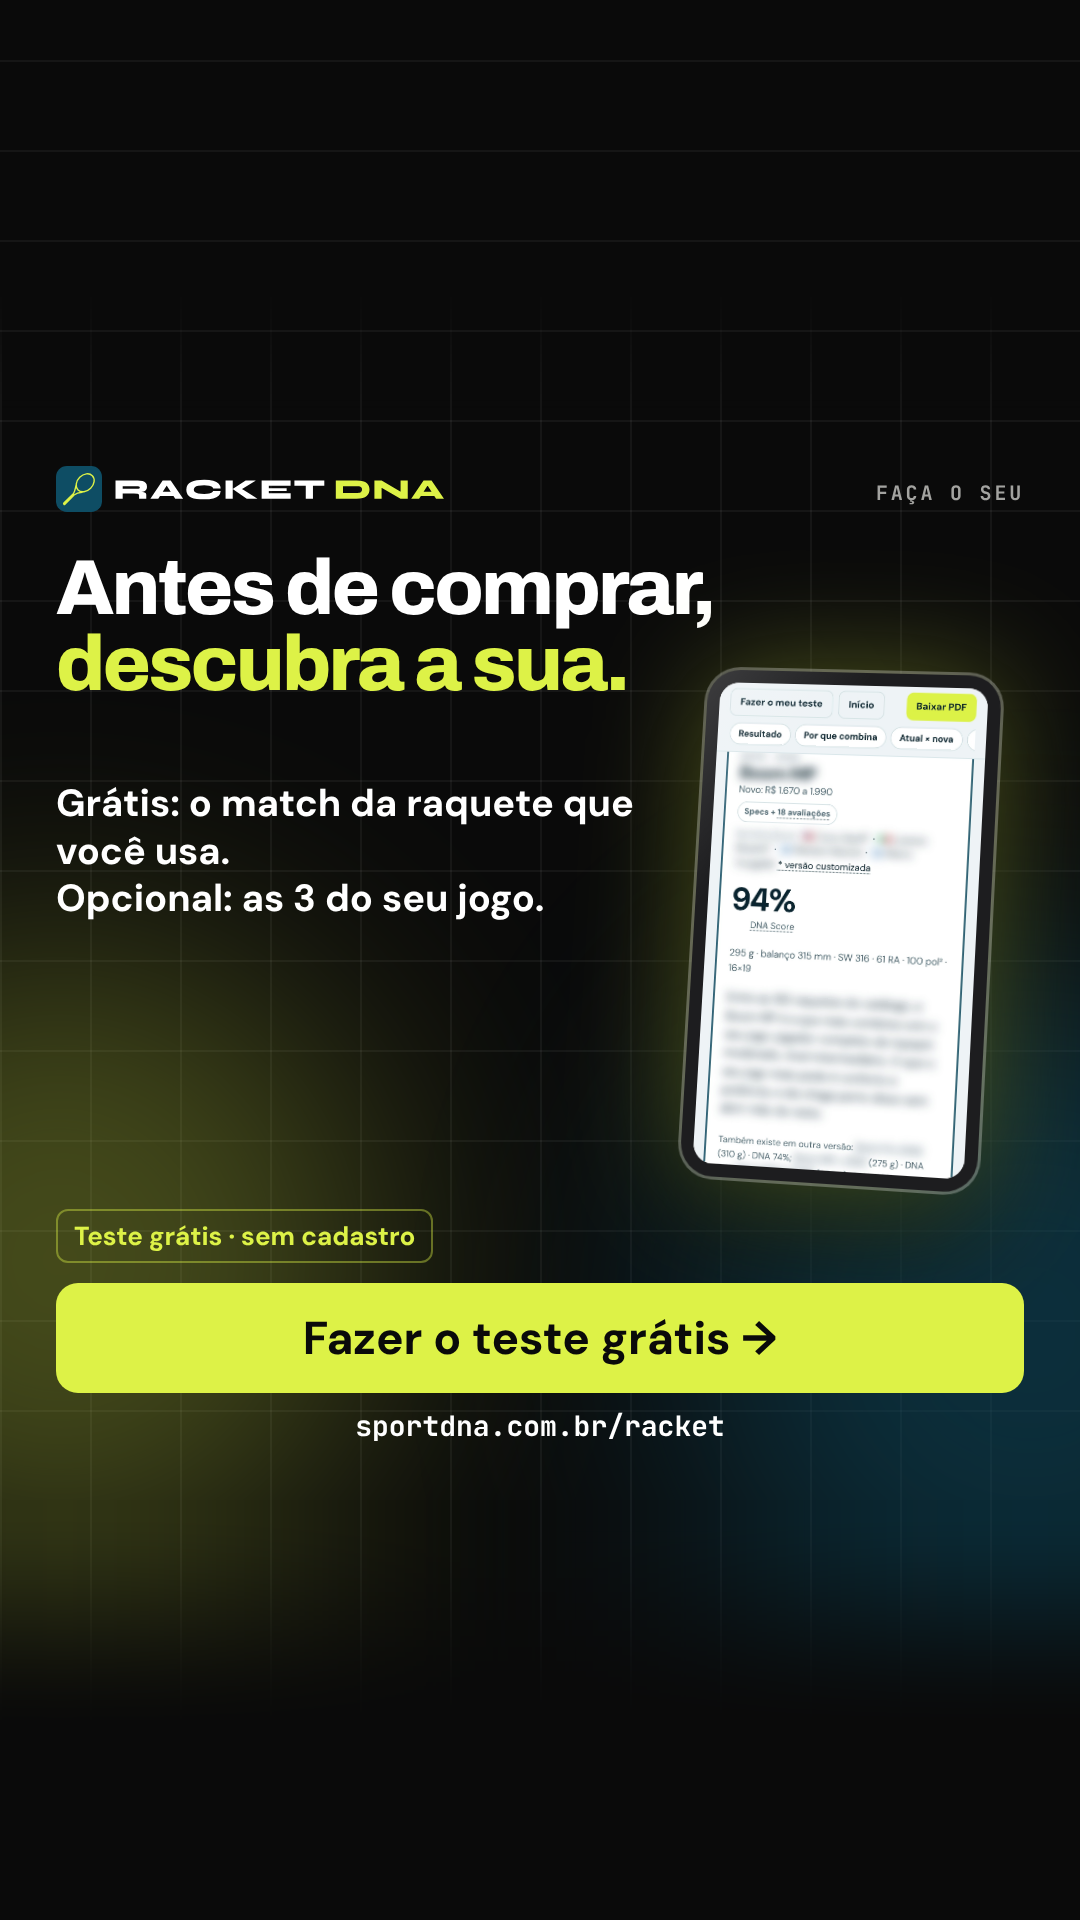 RACKET DNA
FAÇA O SEU
Antes de comprar,
descubra a sua.
Grátis: o match da raquete que
você usa.
Opcional: as 3 do seu jogo.
Fazer o meu teste
Início
Baixar PDF
Resultado
Por que combina
Atual × nova
Novo: R$ 1.670 a 1.990
Specs + 18 avaliações
* versão customizada
94%
DNA Score
295 g · balanço 315 mm · SW 316 · 61 RA · 100 pol² ·
16×19
Também existe em outra versão:
(310 g) · DNA 74%; (275 g) · DNA
Teste grátis · sem cadastro
Fazer o teste grátis →
sportdna.com.br/racket